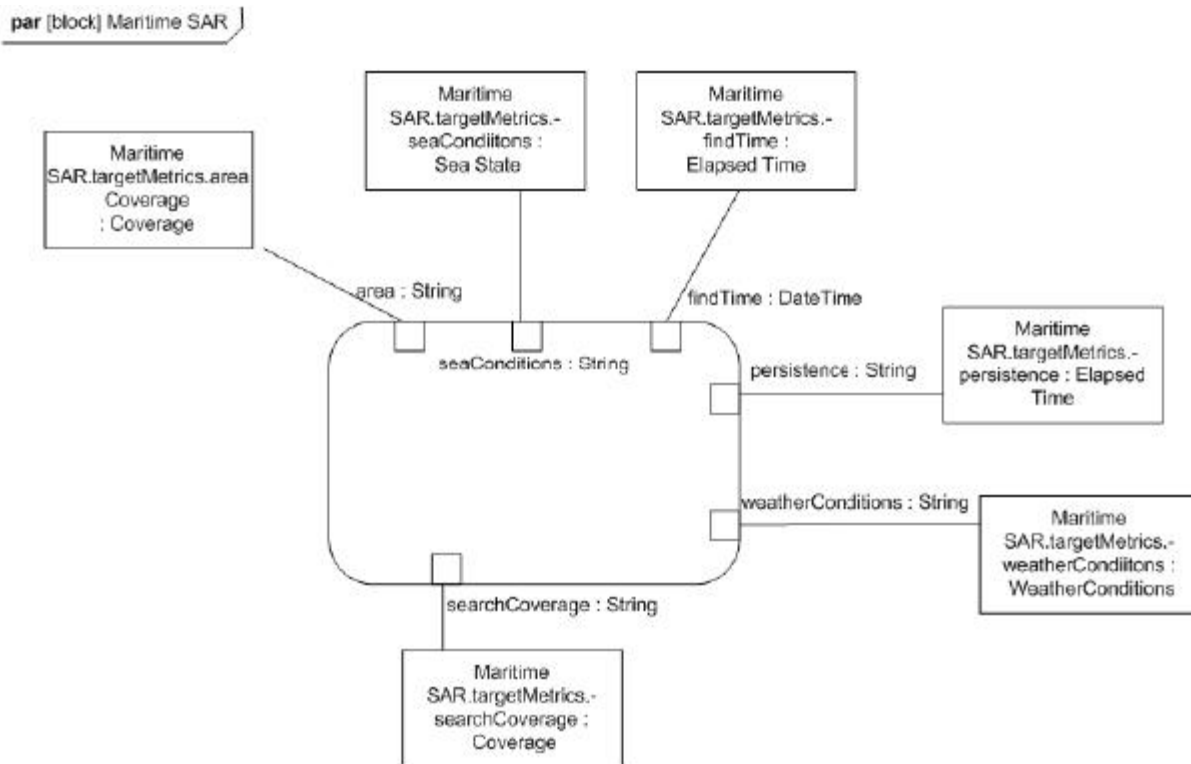 par [block] Maritime SAR
Maritime
SAR.targetMetrics.-
seaCondiitons :
Sea State
Maritime
SAR.targetMetrics.-
findTime :
Elapsed Time
Maritime
SAR.targetMetrics.area
Coverage
: Coverage
area : String
findTime : DateTime
seaConditions : String
Maritime
SAR.targetMetrics.-
persistence : Elapsed
Time
persistence : String
weatherConditions : String
Maritime
SAR.targetMetrics.-
weatherCondiitons :
WeatherConditions
searchCoverage : String
Maritime
SAR.targetMetrics.-
searchCoverage :
Coverage